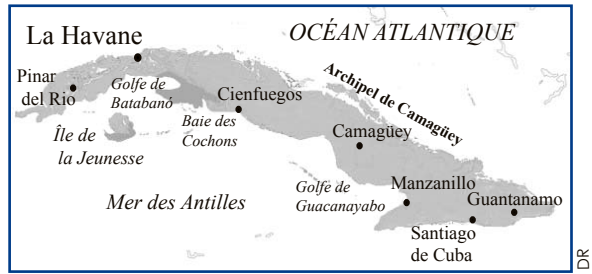 La Havane
OCÉAN ATLANTIQUE
Pinar
del Rio
Golfe de
Batabanó
Cienfuegos
Archipel de Camagüey
Île de
la Jeunesse
Baie des
Cochons
Camagüey
Mer des Antilles
Golfe de
Guacanayabo
Manzanillo
Guantanamo
Santiago
de Cuba
DR